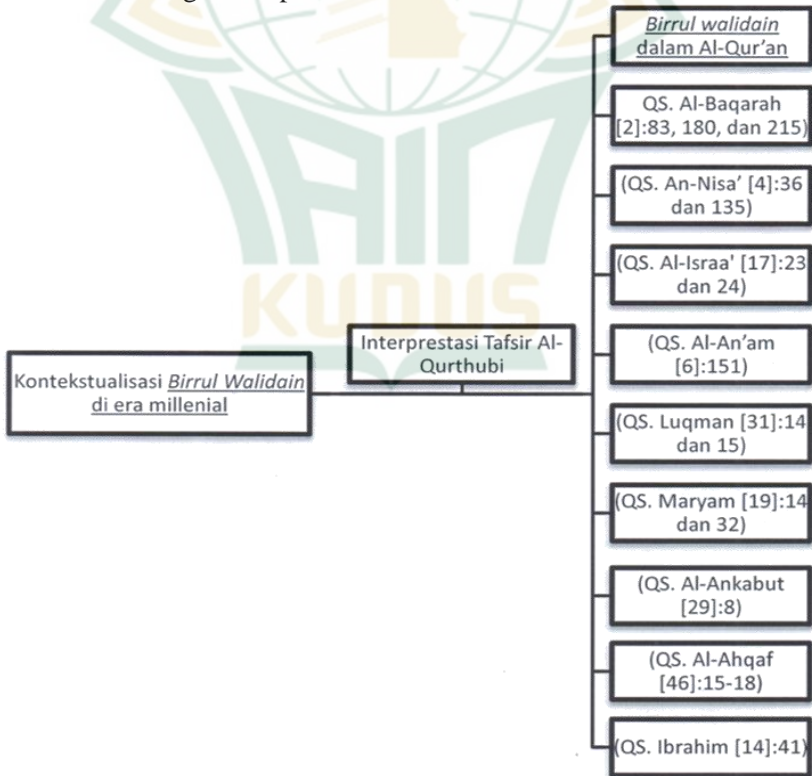 Birrul walidain
dalam Al-Qur'an
QS. Al-Baqarah
[2]:83, 180, dan 215)
(QS. An-Nisa' [4]:36
dan 135)
(QS. Al-Israa' [17]:23
dan 24)
Interprestasi Tafsir Al-
Qurthubi
(QS. Al-An'am
[6]:151)
Kontekstualisasi Birrul Walidain
di era millenial
(QS. Luqman [31]:14
dan 15)
(QS. Maryam [19]:14
dan 32)
(QS. Al-Ankabut
[29]:8)
(QS. Al-Ahqaf
[46]:15-18)
(QS. Ibrahim [14]:41)
IAIN
KUDUS